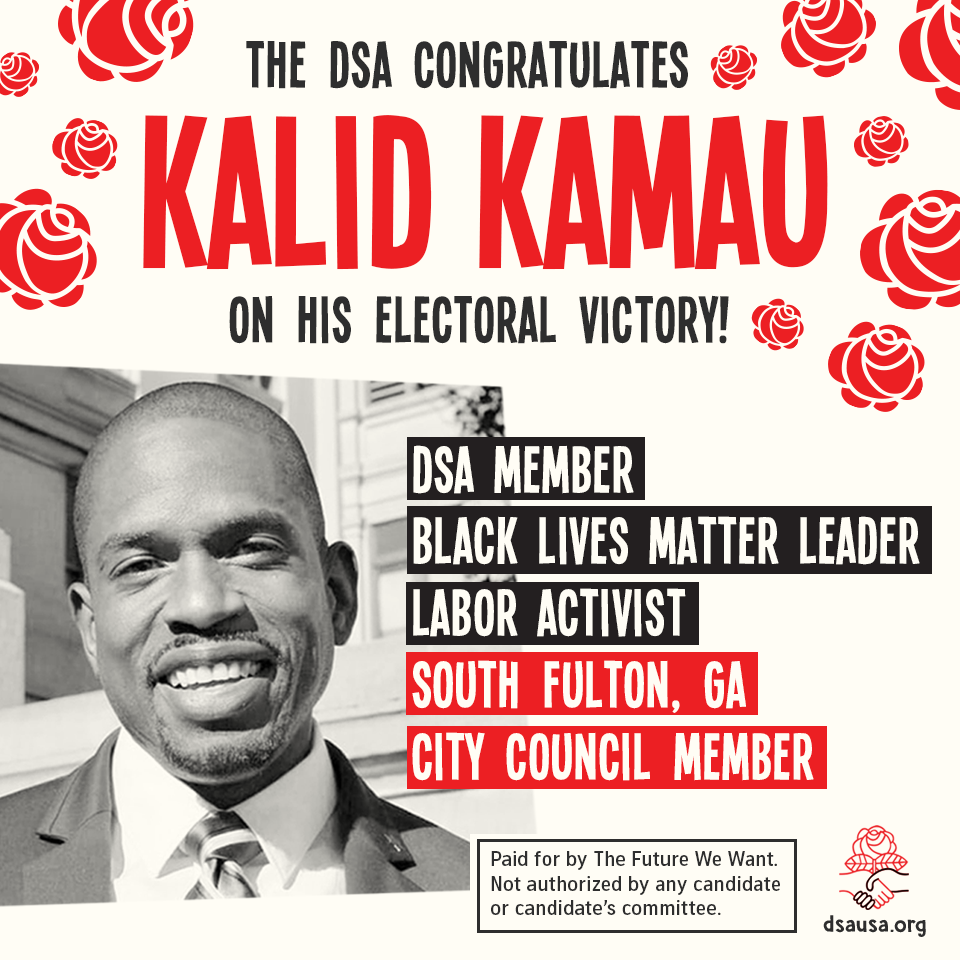 THE DSA CONGRATULATES
KALID KAMAU
ON HIS ELECTORAL VICTORY!
DSA MEMBER
BLACK LIVES MATTER LEADER
LABOR ACTIVIST
SOUTH FULTON, GA
CITY COUNCIL MEMBER
Paid for by The Future We Want.
Not authorized by any candidate
or candidate's committee.
dsausa.org